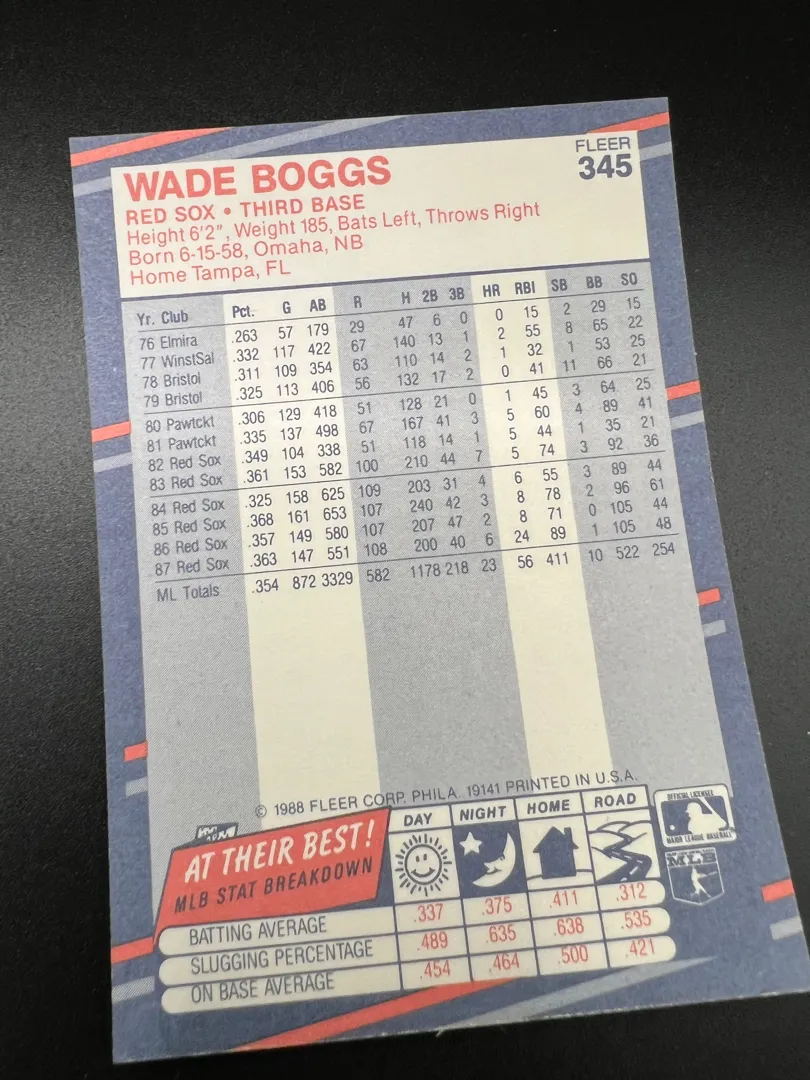 FLEER
345
WADE BOGGS
RED SOX • THIRD BASE
Height 6'2", Weight 185, Bats Left, Throws Right
Born 6-15-58, Omaha, NB
Home Tampa, FL
Yr. Club Pct. G AB R H 2B 3B HR RBI SB BB SO
76 Elmira .263 57 179 29 47 6 0 0 15 2 29 15
77 WinstSal .332 117 422 67 140 13 1 2 55 8 65 22
78 Bristol .311 109 354 63 110 14 2 1 32 1 53 25
79 Bristol .325 113 406 56 132 17 2 0 41 11 66 21
80 Pawtckt .306 129 418 51 128 21 0 1 45 3 64 25
81 Pawtckt .335 137 498 67 167 41 3 5 60 4 89 41
82 Red Sox .349 104 338 51 118 14 1 5 44 1 35 21
83 Red Sox .361 153 582 100 210 44 7 5 74 3 92 36
84 Red Sox .325 158 625 109 203 31 4 6 55 3 89 44
85 Red Sox .368 161 653 107 240 42 3 8 78 2 96 61
86 Red Sox .357 149 580 107 207 47 2 8 71 0 105 44
87 Red Sox .363 147 551 108 200 40 6 24 89 1 105 48
ML Totals .354 872 3329 582 1178 218 23 56 411 10 522 254
© 1988 FLEER CORP. PHILA. 19141 PRINTED IN U.S.A.
AT THEIR BEST!
MLB STAT BREAKDOWN
DAY NIGHT HOME ROAD
BATTING AVERAGE .337 .375 .411 .312
SLUGGING PERCENTAGE .489 .635 .638 .535
ON BASE AVERAGE .454 .464 .500 .421
OFFICIAL LICENSEE
MAJOR LEAGUE BASEBALL
MLB